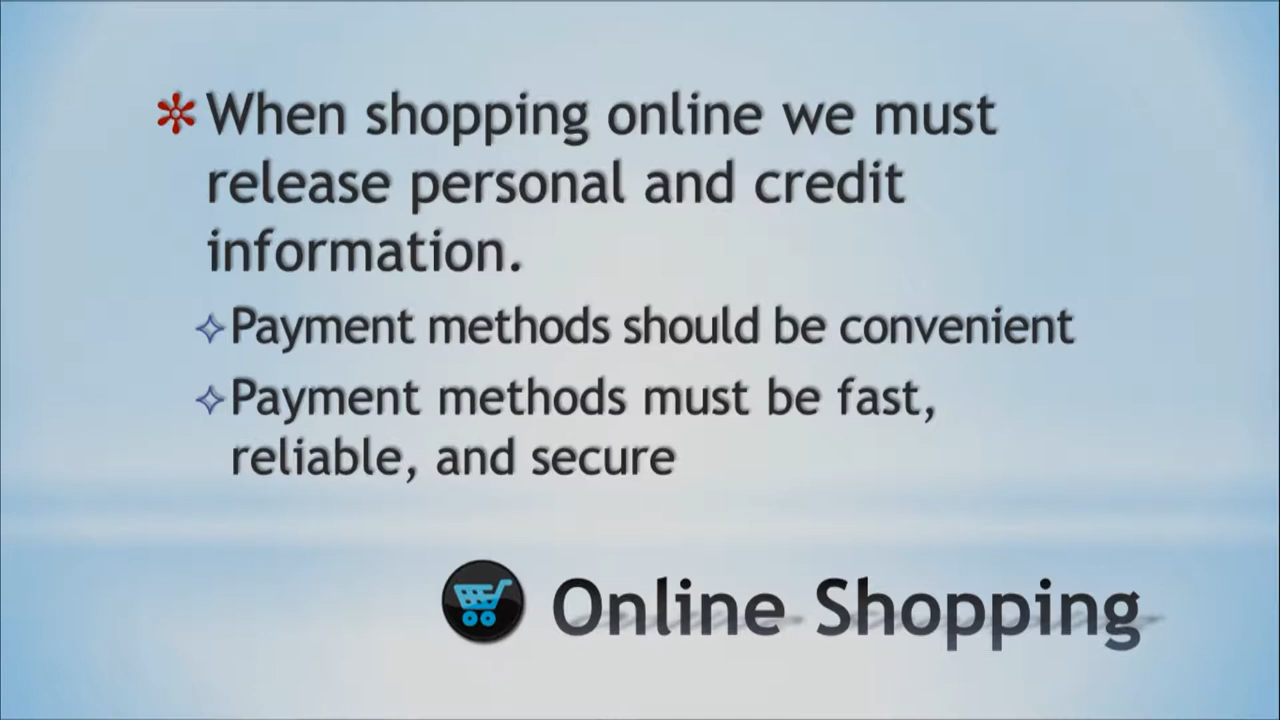 When shopping online we must
release personal and credit
information.
Payment methods should be convenient
Payment methods must be fast,
reliable, and secure
Online Shopping